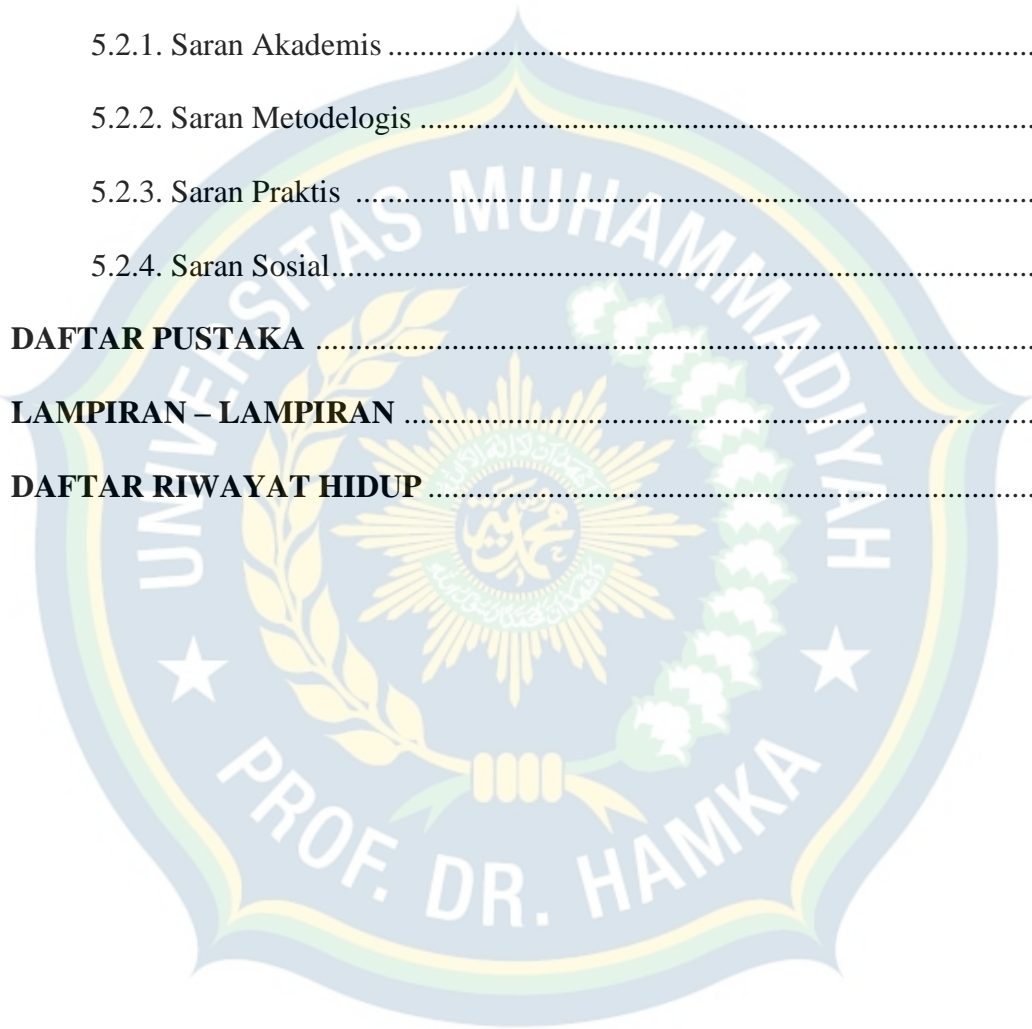 5.2.1. Saran Akademis ................................................................
5.2.2. Saran Metodelogis ................................................................
5.2.3. Saran Praktis ................................................................
5.2.4. Saran Sosial................................................................
DAFTAR PUSTAKA ................................................................
LAMPIRAN – LAMPIRAN ................................................................
DAFTAR RIWAYAT HIDUP ................................................................
UNIVERSITAS MUHAMMADIYAH
PROF. DR. HAMKA